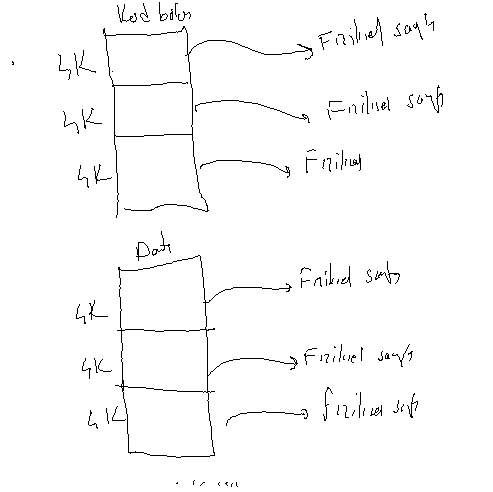 Kod bölos
4K
Fiziksel sayfa
4K
Fiziksel sayfa
4K
Fiziksel
Data
Fiziksel sayfa
4K
Fiziksel sayfa
4K
fiziksel sayfa
4K